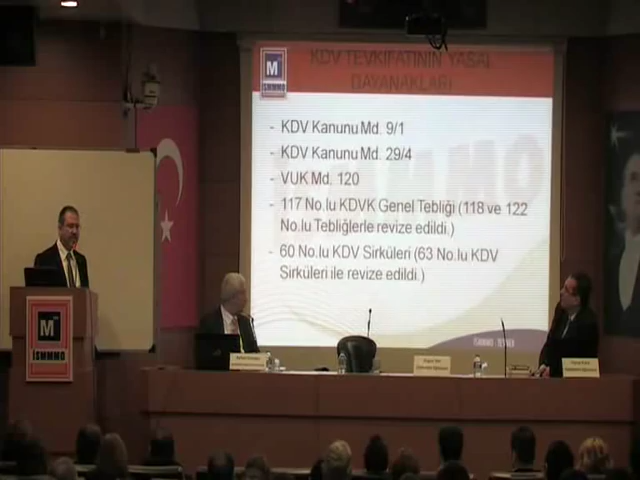 KDV TEVKİFATININ YASAL
DAYANAKLARI
M
İSMMMO
- KDV Kanunu Md. 9/1
- KDV Kanunu Md. 29/4
- VUK Md. 120
- 117 No.lu KDVK Genel Tebliği (118 ve 122
No.lu Tebliğlerle revize edildi.)
- 60 No.lu KDV Sirküleri (63 No.lu KDV
Sirküleri ile revize edildi.)
M
İSMMMO